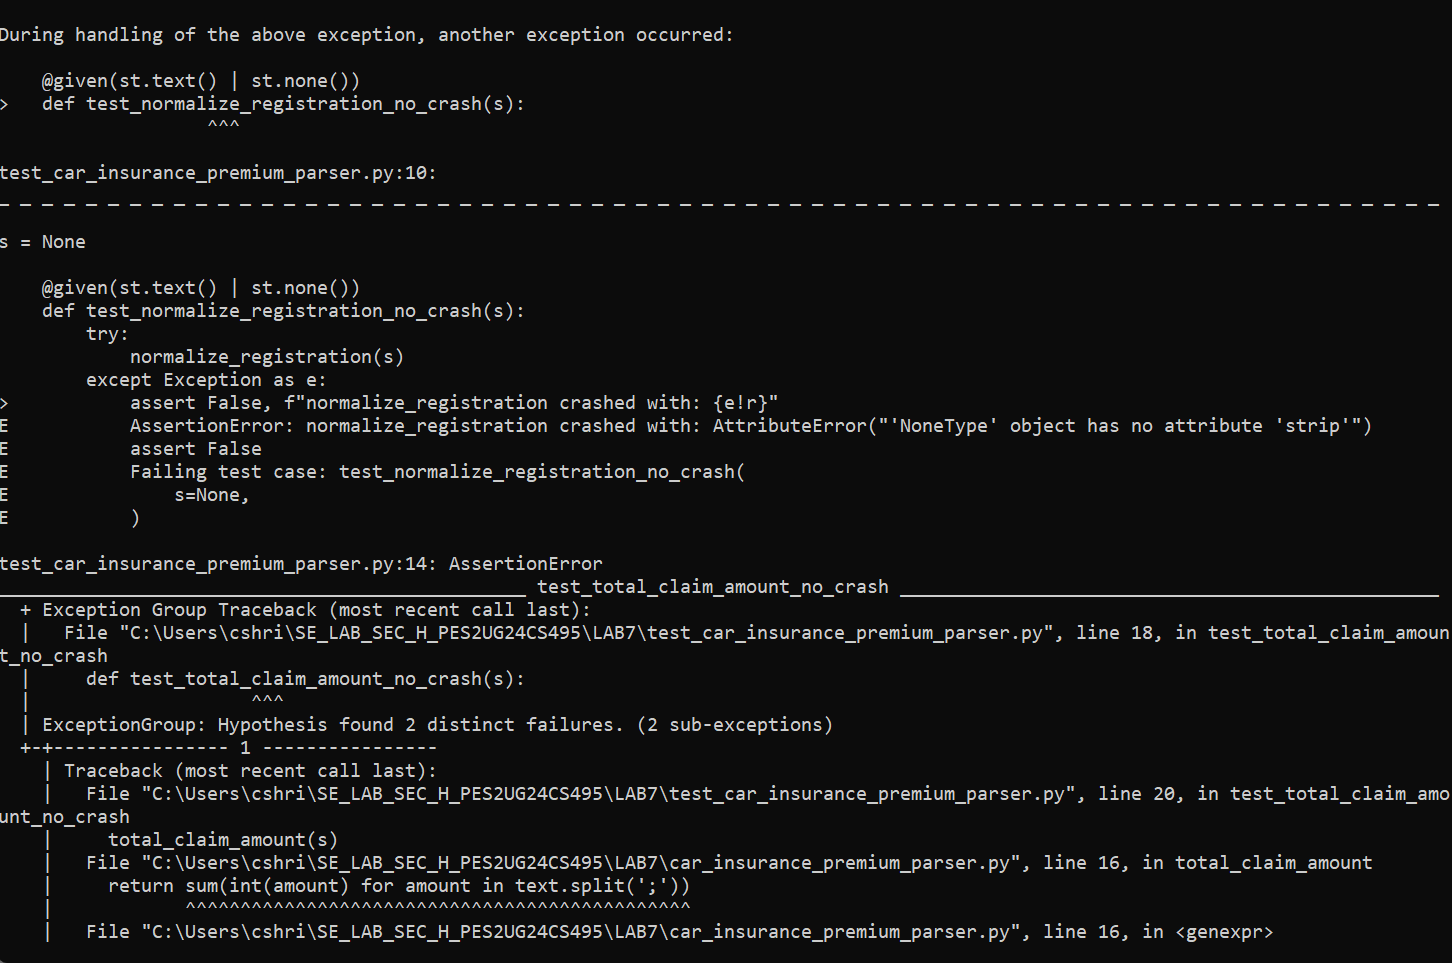 During handling of the above exception, another exception occurred:
    @given(st.text() | st.none())
>   def test_normalize_registration_no_crash(s):
                   ^^^
test_car_insurance_premium_parser.py:10:
_ _ _ _ _ _ _ _ _ _ _ _ _ _ _ _ _ _ _ _ _ _ _ _ _ _ _ _ _ _ _ _ _ _ _ _ _ _ _ _ _ _ _ _ _ _ _ _ _ _ _ _ _ _ _ _ _ _ _ _ _ _ _ _ _ _
s = None
    @given(st.text() | st.none())
    def test_normalize_registration_no_crash(s):
        try:
            normalize_registration(s)
        except Exception as e:
>           assert False, f"normalize_registration crashed with: {e!r}"
E           AssertionError: normalize_registration crashed with: AttributeError("'NoneType' object has no attribute 'strip'")
E           assert False
E           Failing test case: test_normalize_registration_no_crash(
E               s=None,
E           )
test_car_insurance_premium_parser.py:14: AssertionError
________________________________________________ test_total_claim_amount_no_crash _________________________________________________
  + Exception Group Traceback (most recent call last):
  |   File "C:\Users\cshri\SE_LAB_SEC_H_PES2UG24CS495\LAB7\test_car_insurance_premium_parser.py", line 18, in test_total_claim_amoun
t_no_crash
  |     def test_total_claim_amount_no_crash(s):
  |                    ^^^
  | ExceptionGroup: Hypothesis found 2 distinct failures. (2 sub-exceptions)
  +-+---------------- 1 ----------------
    | Traceback (most recent call last):
    |   File "C:\Users\cshri\SE_LAB_SEC_H_PES2UG24CS495\LAB7\test_car_insurance_premium_parser.py", line 20, in test_total_claim_amo
unt_no_crash
    |     total_claim_amount(s)
    |   File "C:\Users\cshri\SE_LAB_SEC_H_PES2UG24CS495\LAB7\car_insurance_premium_parser.py", line 16, in total_claim_amount
    |     return sum(int(amount) for amount in text.split(';'))
    |            ^^^^^^^^^^^^^^^^^^^^^^^^^^^^^^^^^^^^^^^^^^^^^^
    |   File "C:\Users\cshri\SE_LAB_SEC_H_PES2UG24CS495\LAB7\car_insurance_premium_parser.py", line 16, in <genexpr>